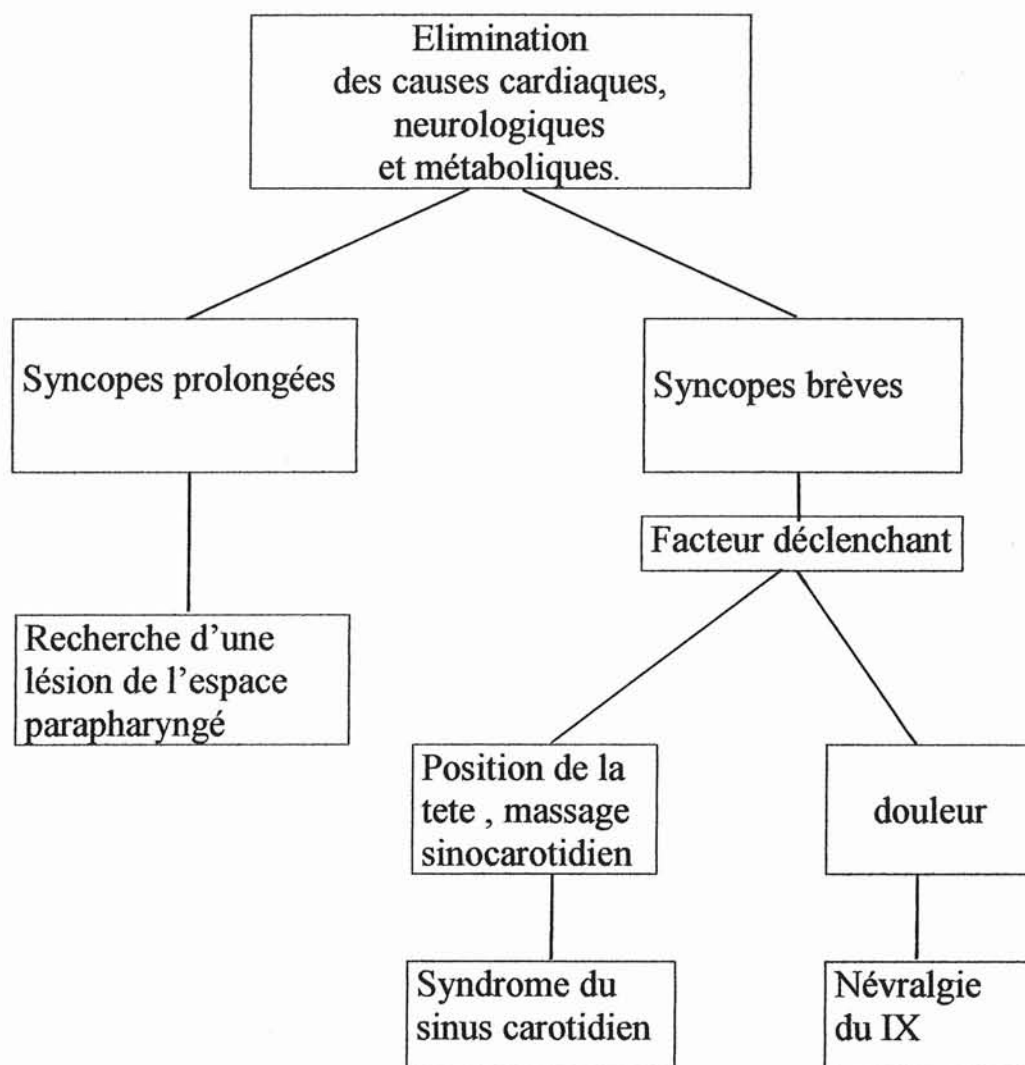 Elimination
des causes cardiaques,
neurologiques
et métaboliques.
Syncopes prolongées
Syncopes brèves
Facteur déclenchant
Recherche d'une
lésion de l'espace
parapharyngé
Position de la
tete , massage
sinocarotidien
douleur
Syndrome du
sinus carotidien
Névralgie
du IX